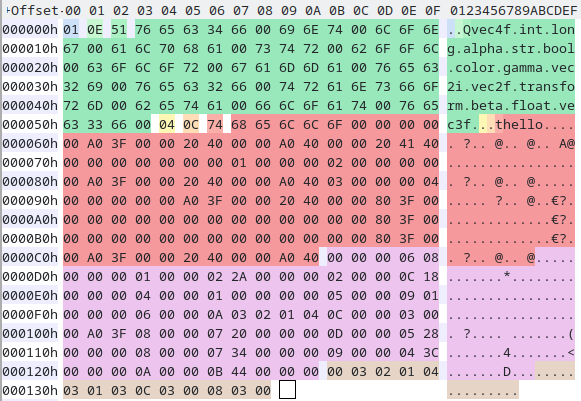 Offset 00 01 02 03 04 05 06 07 08 09 0A 0B 0C 0D 0E 0F 0123456789ABCDEF
000000h 01 0E 51 76 65 63 34 66 00 69 6E 74 00 6C 6F 6E ..Qvec4f.int.lon
000010h 67 00 61 6C 70 68 61 00 73 74 72 00 62 6F 6F 6C g.alpha.str.bool
000020h 00 63 6F 6C 6F 72 00 67 61 6D 6D 61 00 76 65 63 .color.gamma.vec
000030h 32 69 00 76 65 63 32 66 00 74 72 61 6E 73 66 6F 2i.vec2f.transfo
000040h 72 6D 00 62 65 74 61 00 66 6C 6F 61 74 00 76 65 rm.beta.float.ve
000050h 63 33 66 00 04 0C 74 68 65 6C 6C 6F 00 00 00 00 c3f...thello....
000060h 00 A0 3F 00 00 20 40 00 00 A0 40 00 00 20 41 40 . ?.. @.. @.. A@
000070h 00 00 00 00 00 00 00 01 00 00 00 02 00 00 00 00 ................
000080h 00 A0 3F 00 00 20 40 00 00 A0 40 03 00 00 00 04 . ?.. @.. @.....
000090h 00 00 00 00 00 A0 3F 00 00 20 40 00 00 80 3F 00 ..... ?.. @..€?.
0000A0h 00 00 00 00 00 00 00 00 00 00 00 00 00 80 3F 00 .............€?.
0000B0h 00 00 00 00 00 00 00 00 00 00 00 00 00 80 3F 00 .............€?.
0000C0h 00 A0 3F 00 00 20 40 00 00 A0 40 00 00 00 06 08 . ?.. @.. @.....
0000D0h 00 00 00 01 00 00 02 2A 00 00 00 02 00 00 0C 18 .......*........
0000E0h 00 00 00 04 00 00 01 00 00 00 00 05 00 00 09 01 ................
0000F0h 00 00 00 06 00 00 0A 03 02 01 04 0C 00 00 03 00 ................
000100h 00 A0 3F 08 00 00 07 20 00 00 00 0D 00 00 05 28 . ?.... .......(
000110h 00 00 00 08 00 00 07 34 00 00 00 09 00 00 04 3C .......4.......<
000120h 00 00 00 0A 00 00 0B 44 00 00 00 00 03 02 01 04 .......D........
000130h 03 01 03 0C 03 00 08 03 00 .........